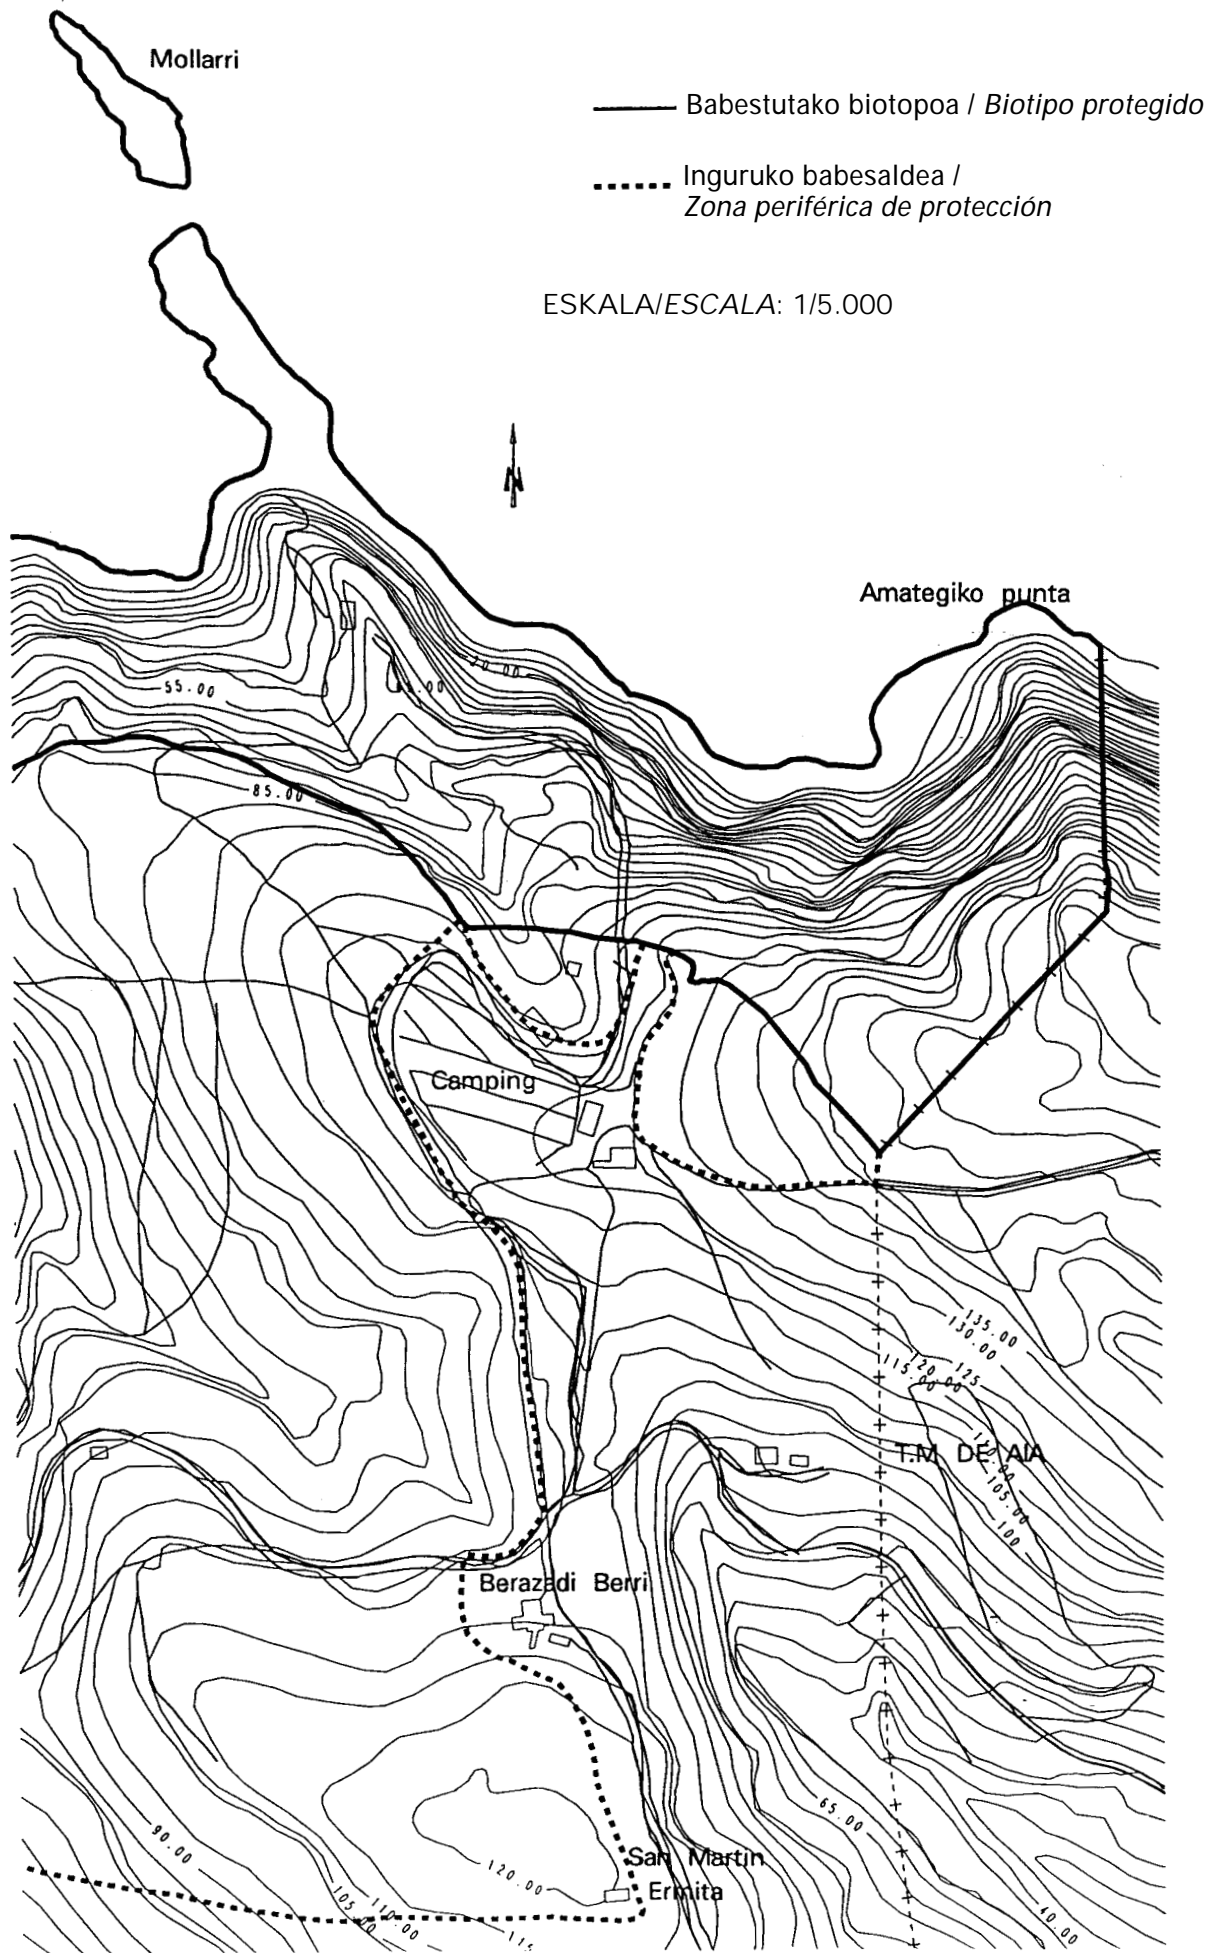 Mollarri
Babestutako biotopoa / Biotipo protegido
Inguruko babesaldea /
Zona periférica de protección
ESKALA/ESCALA: 1/5.000
N
Amategiko punta
55.00
85.00
Camping
135.00
130.00
125
120.00
115.00
T.M DE AIA
105.00
100
Berazadi Berri
65.00
90.00
San Martin
Ermita
120.00
105.00
110.00
40.00